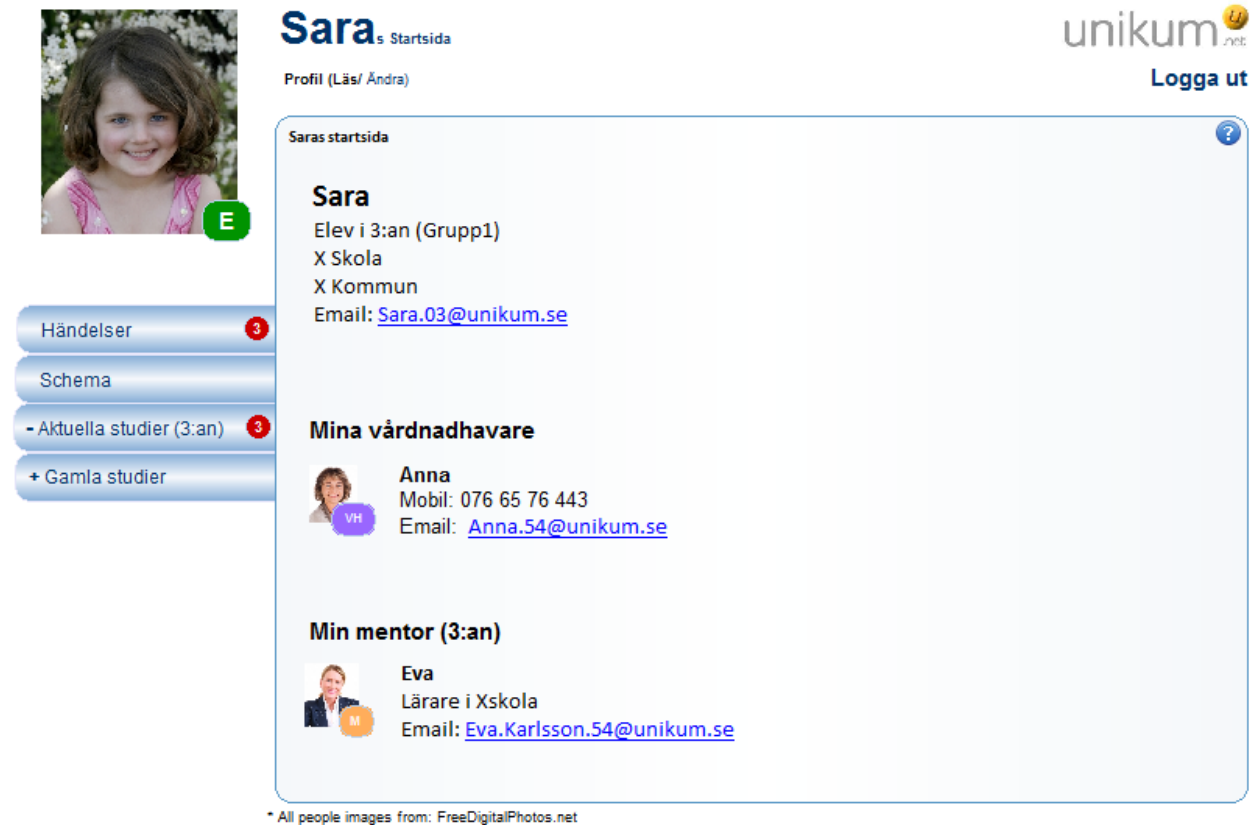 Saras Startsida
unikum.net
Profil (Läs/ Ändra)
Logga ut
Saras startsida
?
E
Sara
Elev i 3:an (Grupp1)
X Skola
X Kommun
Email: Sara.03@unikum.se
Händelser 3
Schema
- Aktuella studier (3:an) 3
+ Gamla studier
Mina vårdnadhavare
Anna
Mobil: 076 65 76 443
VH
Email: Anna.54@unikum.se
Min mentor (3:an)
Eva
Lärare i Xskola
M
Email: Eva.Karlsson.54@unikum.se
* All people images from: FreeDigitalPhotos.net